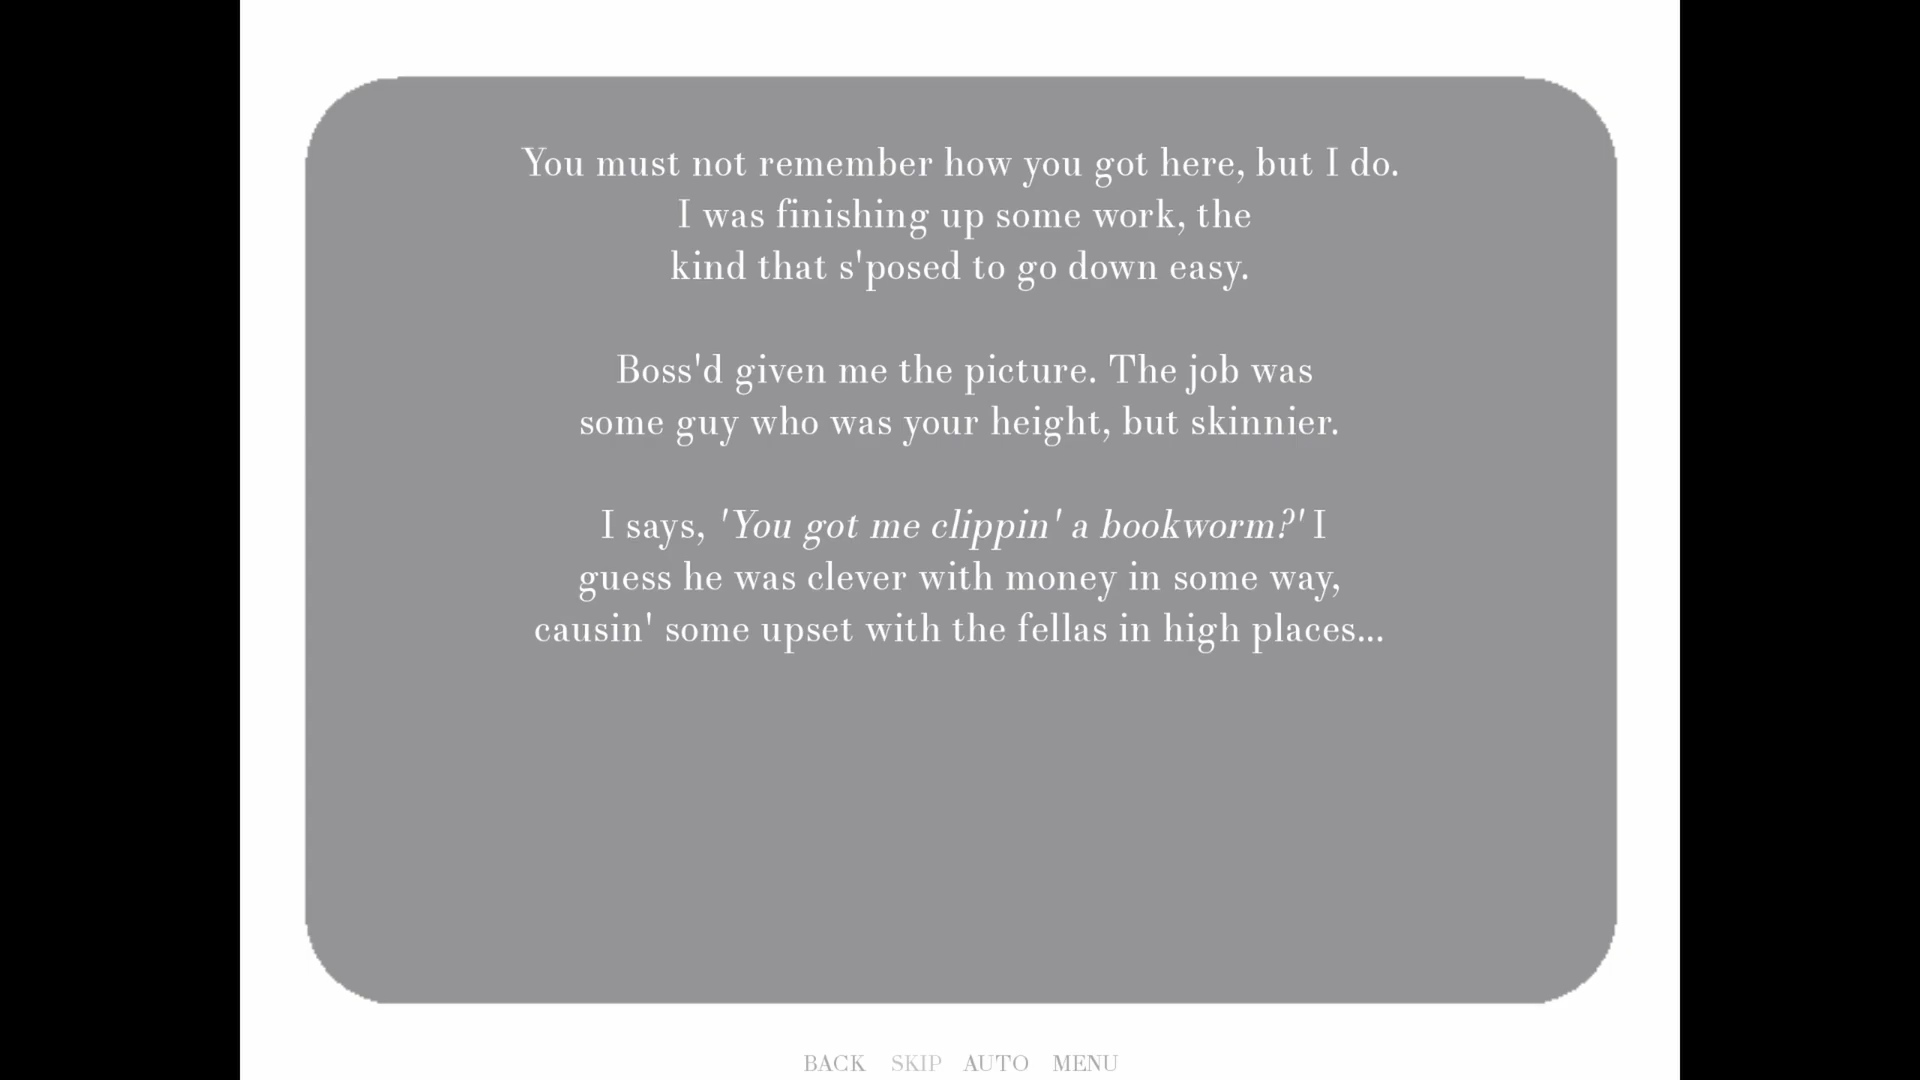 You must not remember how you got here, but I do.
I was finishing up some work, the
kind that s'posed to go down easy.
Boss'd given me the picture. The job was
some guy who was your height, but skinnier.
I says, 'You got me clippin' a bookworm?' I
guess he was clever with money in some way,
causin' some upset with the fellas in high places...
BACK SKIP AUTO MENU